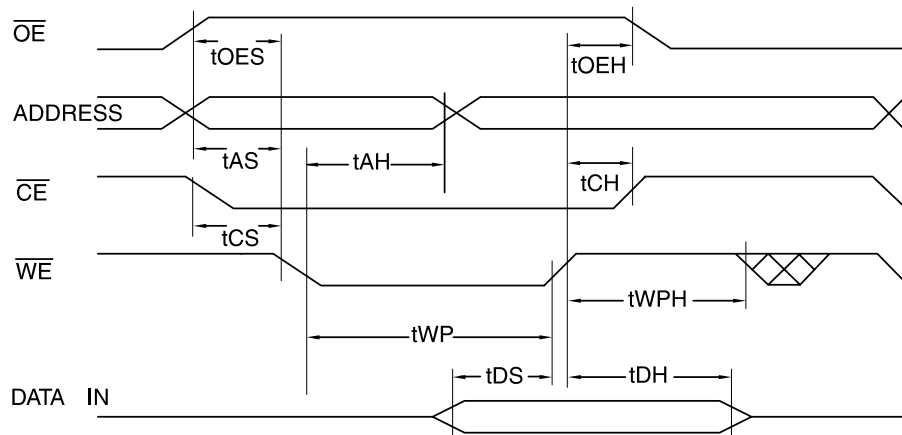 OE
tOES
tOEH
ADDRESS
tAS
tAH
tCH
CE
tCS
WE
tWPH
tWP
tDS
tDH
DATA IN